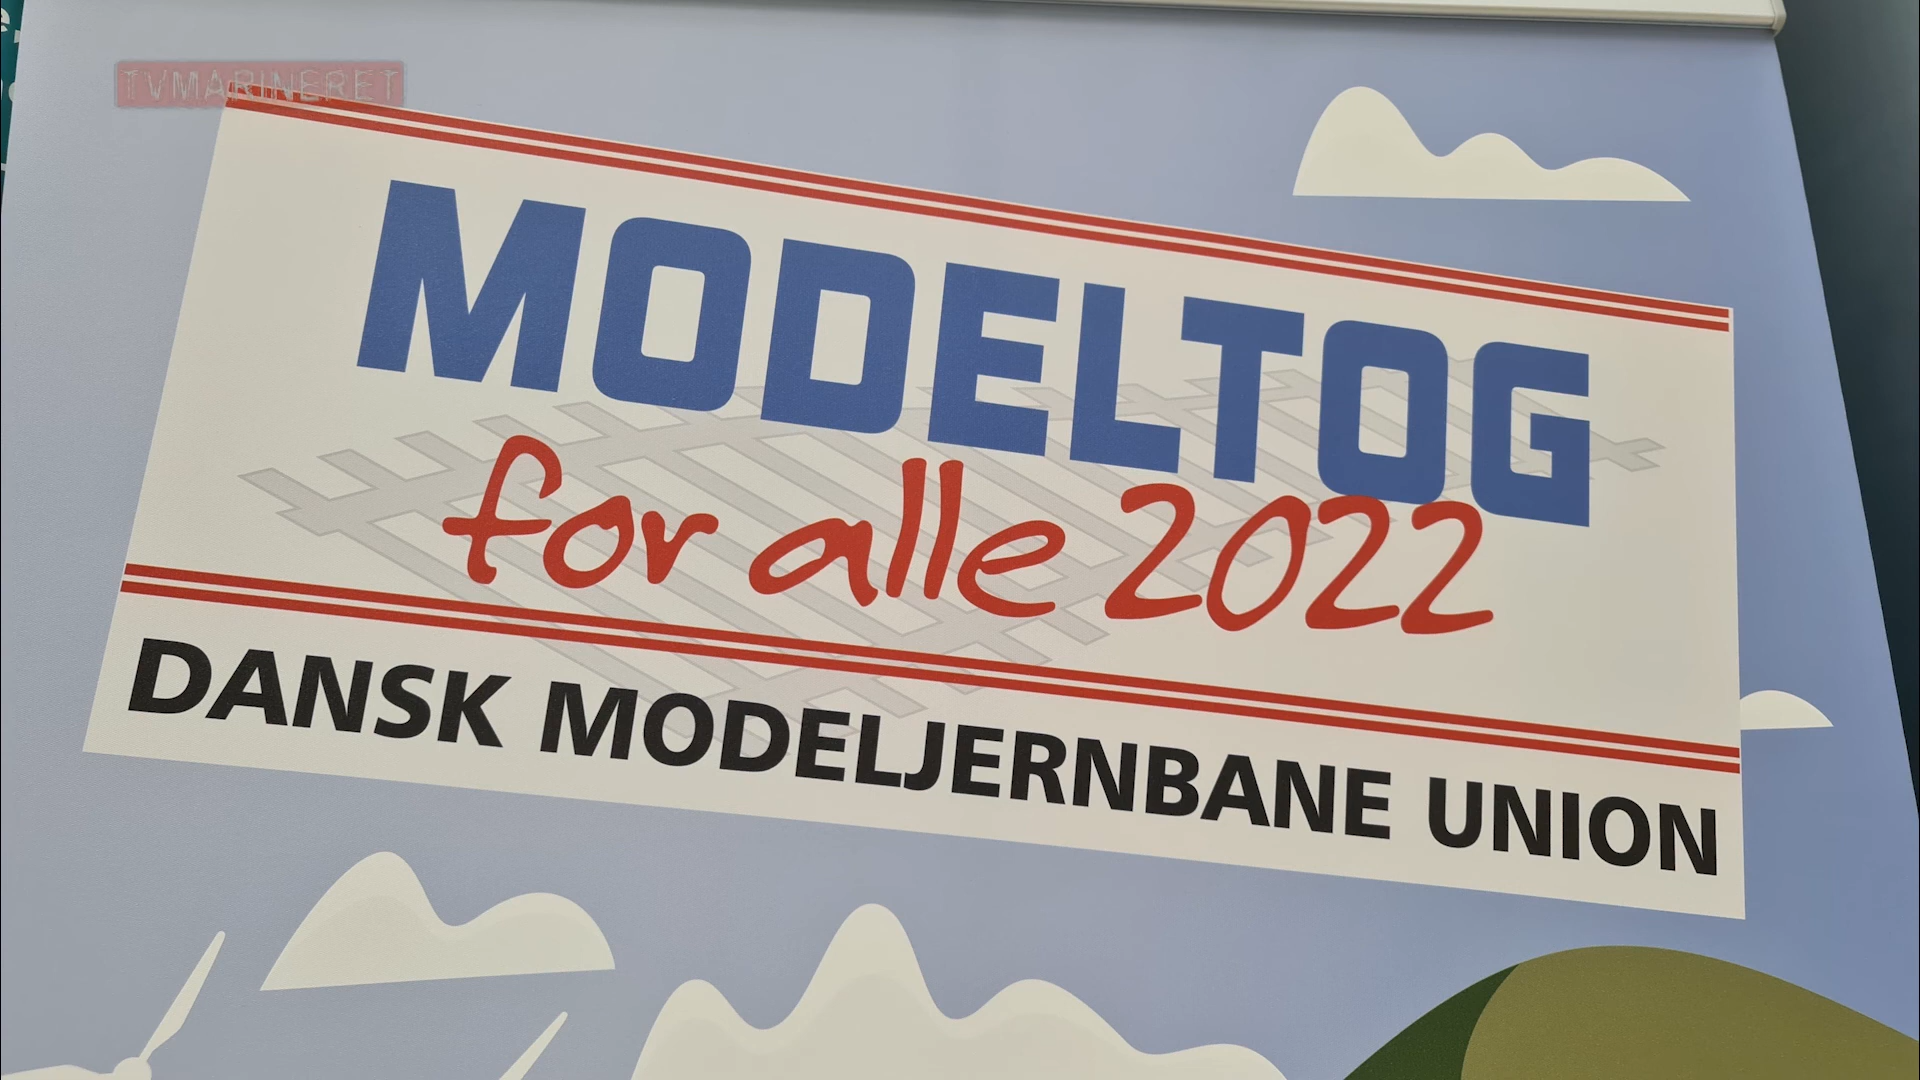 TVMARINERET
MODELTOG
for alle 2022
DANSK MODELJERNBANE UNION